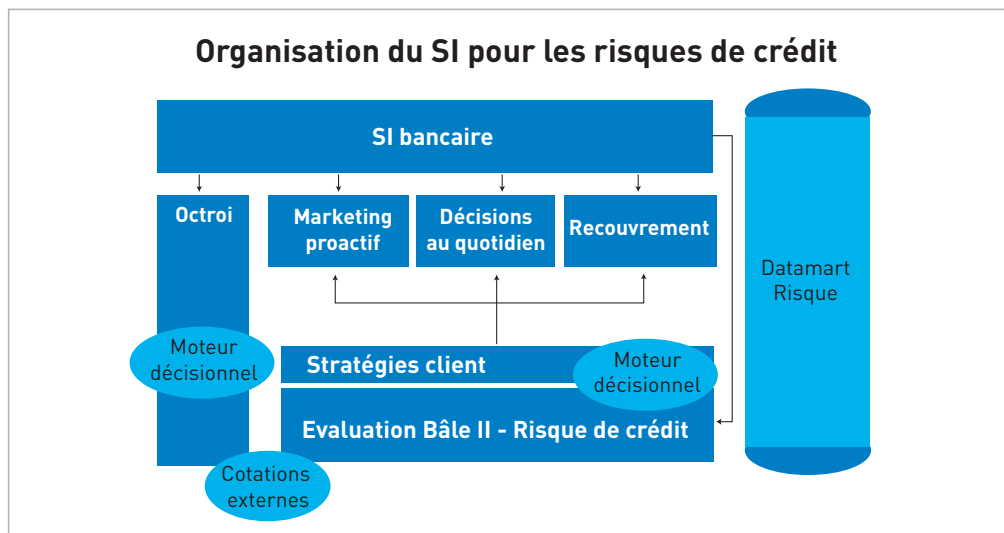 Organisation du SI pour les risques de crédit
SI bancaire
Octroi
Marketing
proactif
Décisions
au quotidien
Recouvrement
Datamart
Risque
Moteur
décisionnel
Stratégies client
Moteur
décisionnel
Evaluation Bâle II - Risque de crédit
Cotations
externes